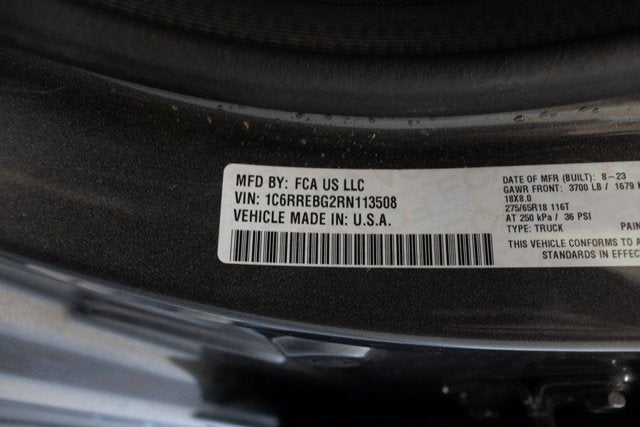 MFD BY: FCA US LLC
VIN: 1C6RREBG2RN113508
VEHICLE MADE IN U.S.A.
DATE OF MFR (BUILT): 8-23
GAWR FRONT: 3700 LB / 1679
18X8.0
275/65R18 116T
AT 250 kPa / 36 PSI
TYPE: TRUCK PAIN
THIS VEHICLE CONFORMS TO A
STANDARDS IN EFFEC